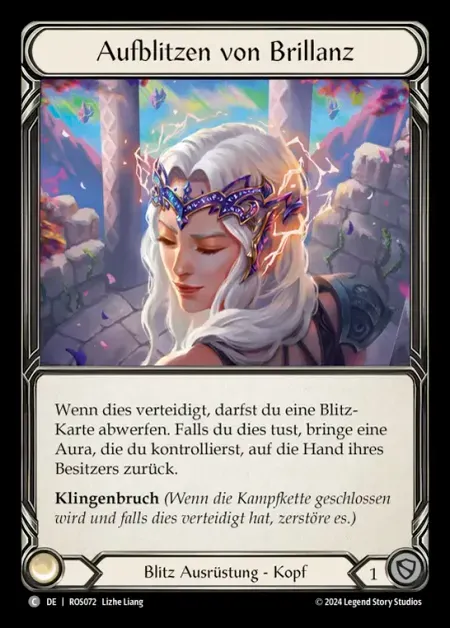 Aufblitzen von Brillanz
Wenn dies verteidigt, darfst du eine Blitz-
Karte abwerfen. Falls du dies tust, bringe eine
Aura, die du kontrollierst, auf die Hand ihres
Besitzers zurück.
Klingenbruch (Wenn die Kampfkette geschlossen
wird und falls dies verteidigt hat, zerstöre es.)
Blitz Ausrüstung - Kopf
1
C DE | ROS072 Lizhe Liang
© 2024 Legend Story Studios